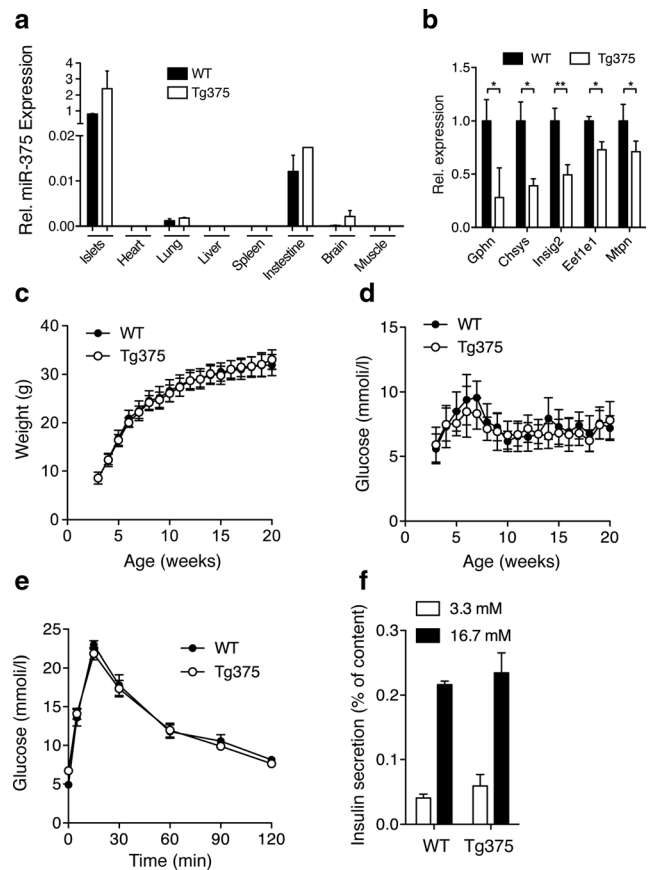 a
Rel. miR-375 Expression
4
3
2
1
0.02
0.01
0.00
WT
Tg375
Islets
Heart
Lung
Liver
Spleen
Instestine
Brain
Muscle
b
WT
Tg375
Rel. expression
1.5
1.0
0.5
0.0
* * ** * *
Gphn
Chsys
Insig2
Eef1e1
Mtpn
c
WT
Tg375
Weight (g)
40
30
20
10
0
0 5 10 15 20
Age (weeks)
d
WT
Tg375
Glucose (mmoli/l)
15
10
5
0
0 5 10 15 20
Age (weeks)
e
WT
Tg375
Glucose (mmoli/l)
25
20
15
10
5
0
0 30 60 90 120
Time (min)
f
3.3 mM
16.7 mM
Insulin secretion (% of content)
0.3
0.2
0.1
0.0
WT Tg375